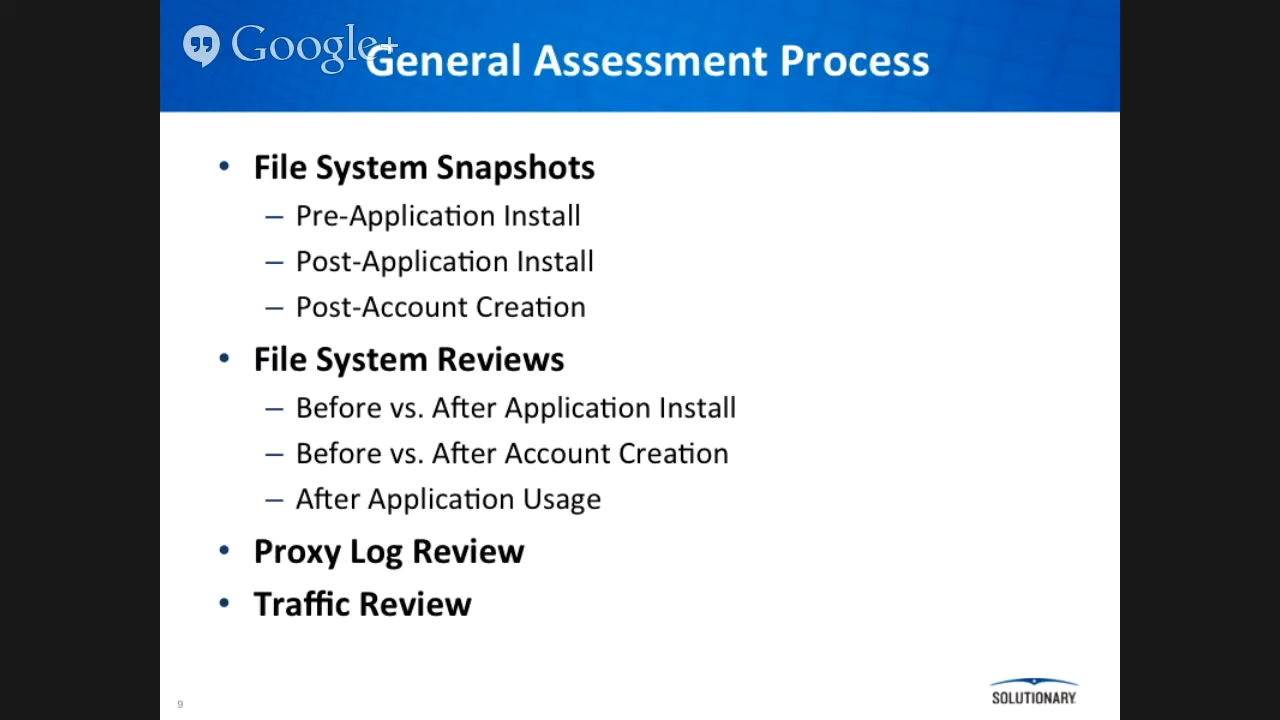 Google+
General Assessment Process
• File System Snapshots
– Pre-Application Install
– Post-Application Install
– Post-Account Creation
• File System Reviews
– Before vs. After Application Install
– Before vs. After Account Creation
– After Application Usage
• Proxy Log Review
• Traffic Review
9
SOLUTIONARY